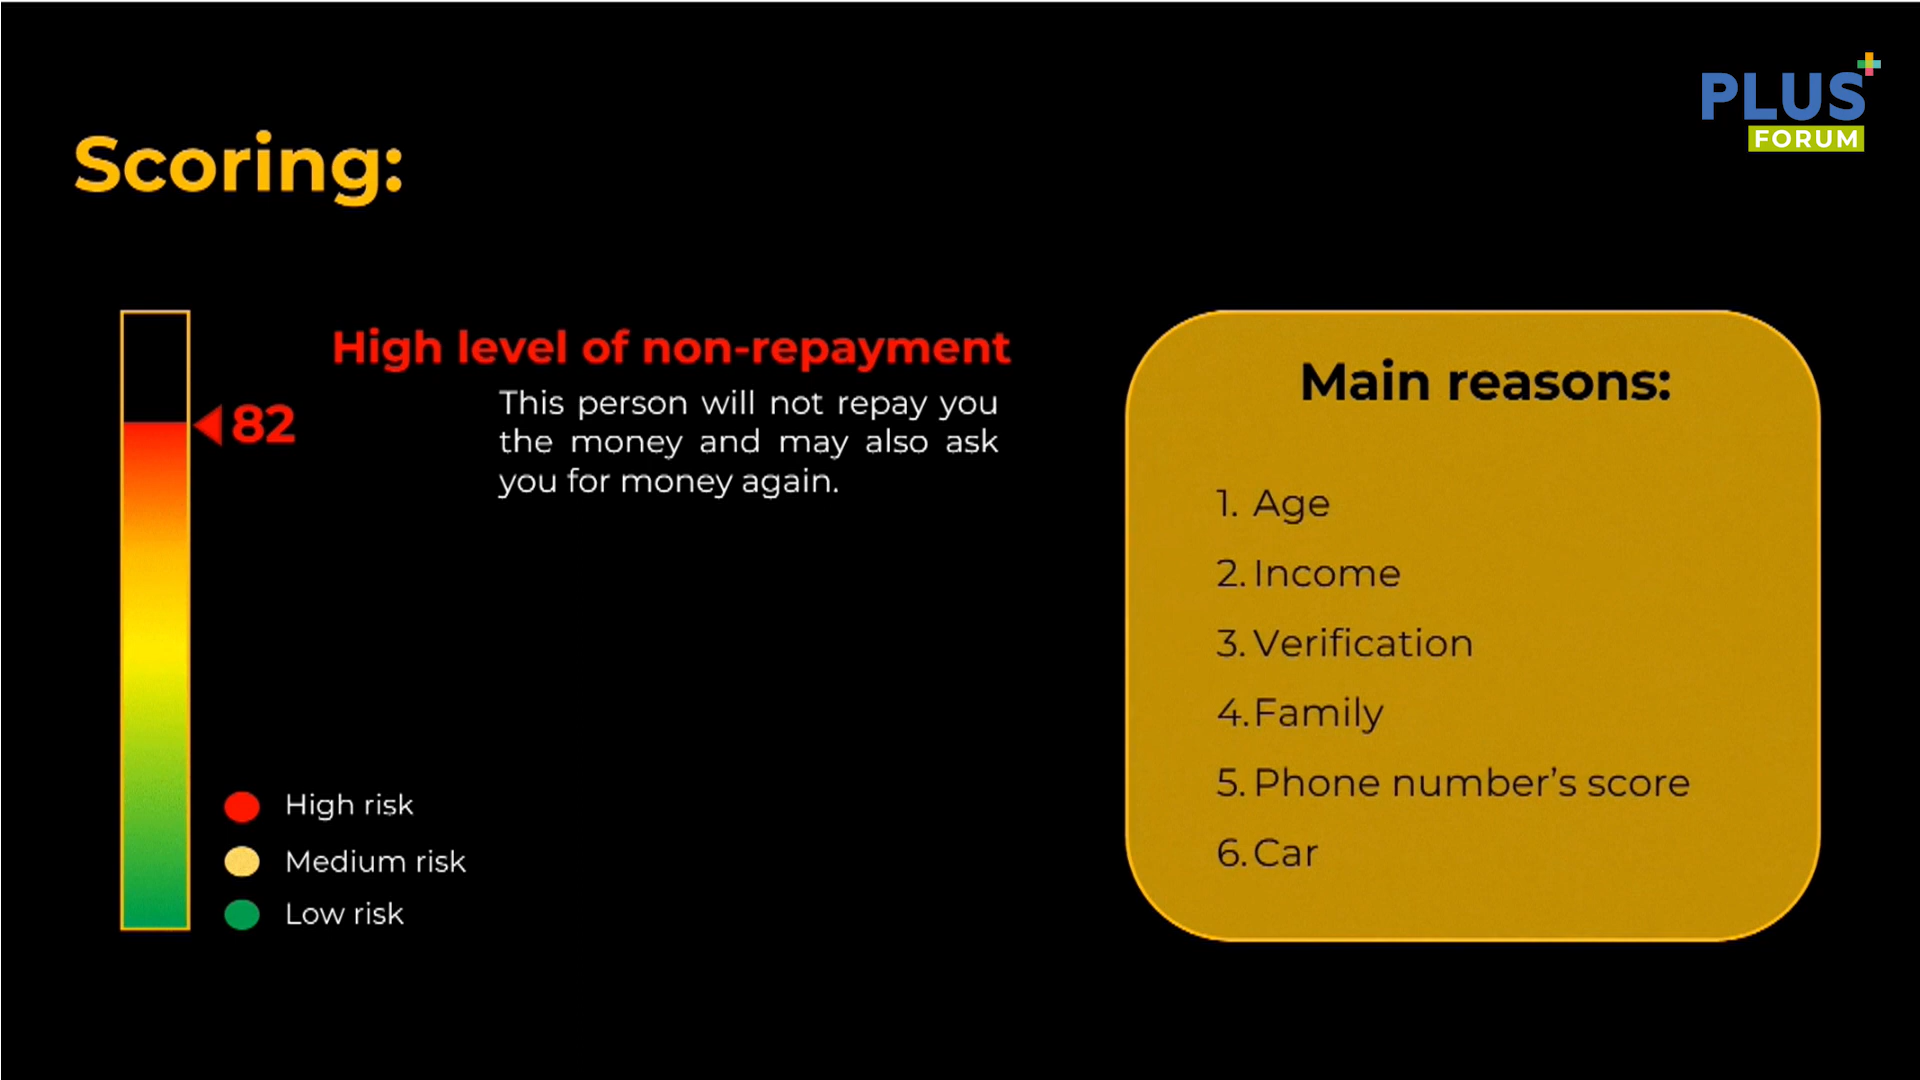 PLUS
FORUM
Scoring:
High level of non-repayment
82
This person will not repay you
the money and may also ask
you for money again.
High risk
Medium risk
Low risk
Main reasons:
1. Age
2. Income
3. Verification
4. Family
5. Phone number’s score
6. Car